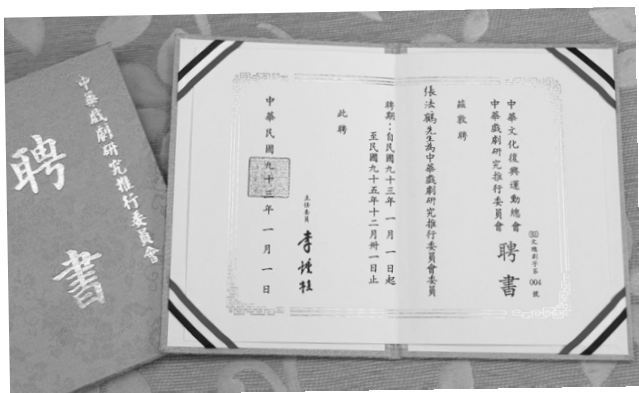 中華文化復興運動總會
中華戲劇研究推行委員會
聘書
文機劇字第004號
茲敦聘
張法鶴先生為中華戲劇研究推行委員會委員
聘期:自民國九十三年一月一日起
至民國九十五年十二月卅一日止
此聘
主任委員
中華民國九十三年一月一日
中華戲劇研究推行委員會
聘書